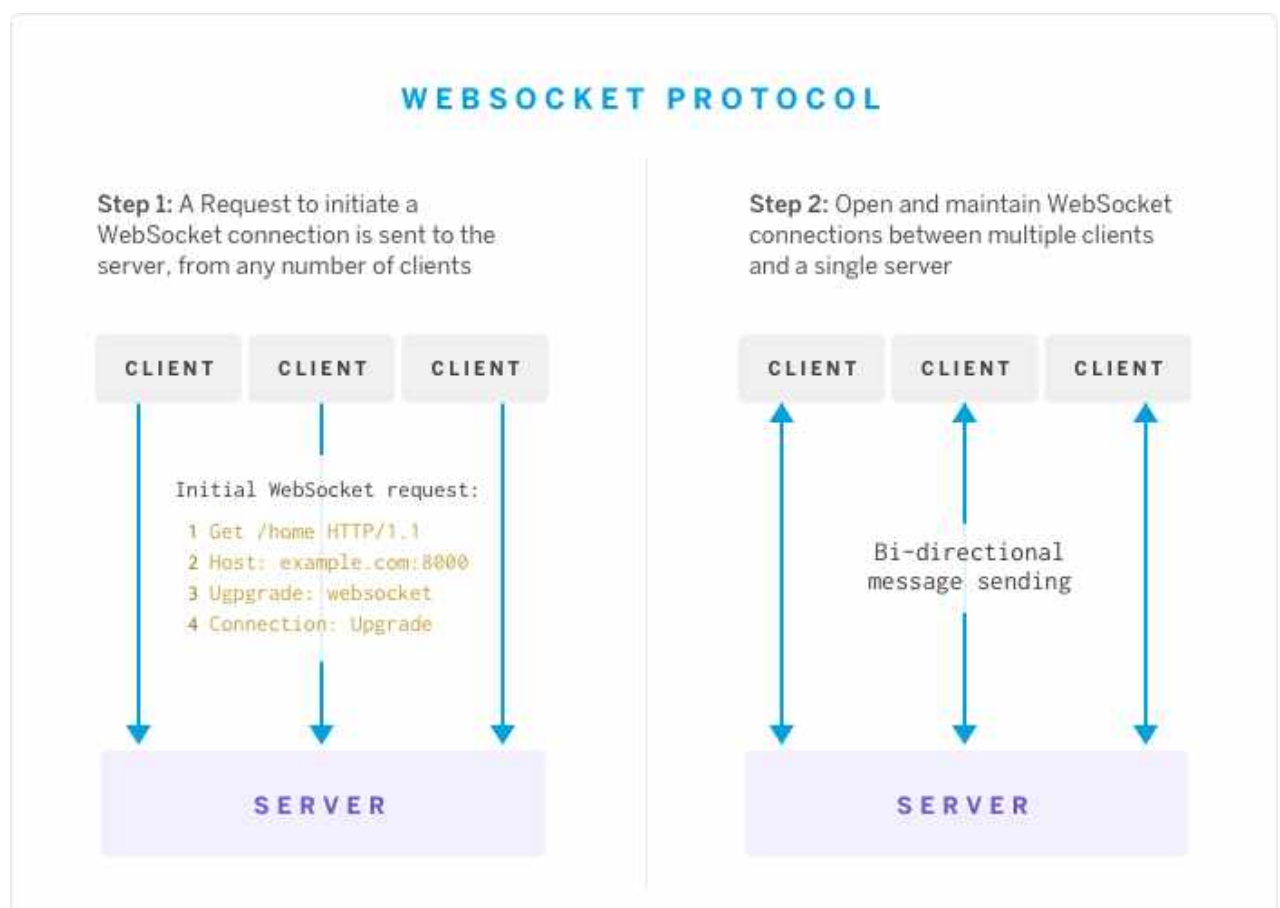 WEBSOCKET PROTOCOL
Step 1: A Request to initiate a
WebSocket connection is sent to the
server, from any number of clients
CLIENT CLIENT CLIENT
Initial WebSocket request:
1 Get /home HTTP/1.1
2 Host: example.com:8000
3 Ugpgrade: websocket
4 Connection: Upgrade
SERVER
Step 2: Open and maintain WebSocket
connections between multiple clients
and a single server
CLIENT CLIENT CLIENT
Bi-directional
message sending
SERVER